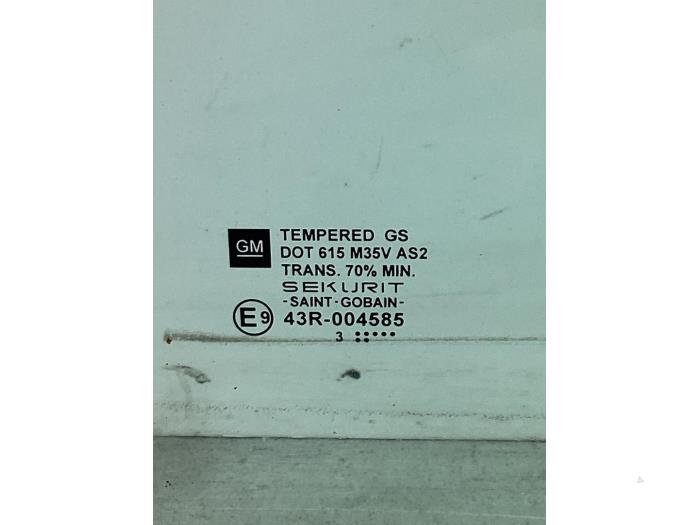 GM
TEMPERED GS
DOT 615 M35V AS2
TRANS. 70% MIN.
SEKURIT
-SAINT-GOBAIN-
E9 43R-004585
3